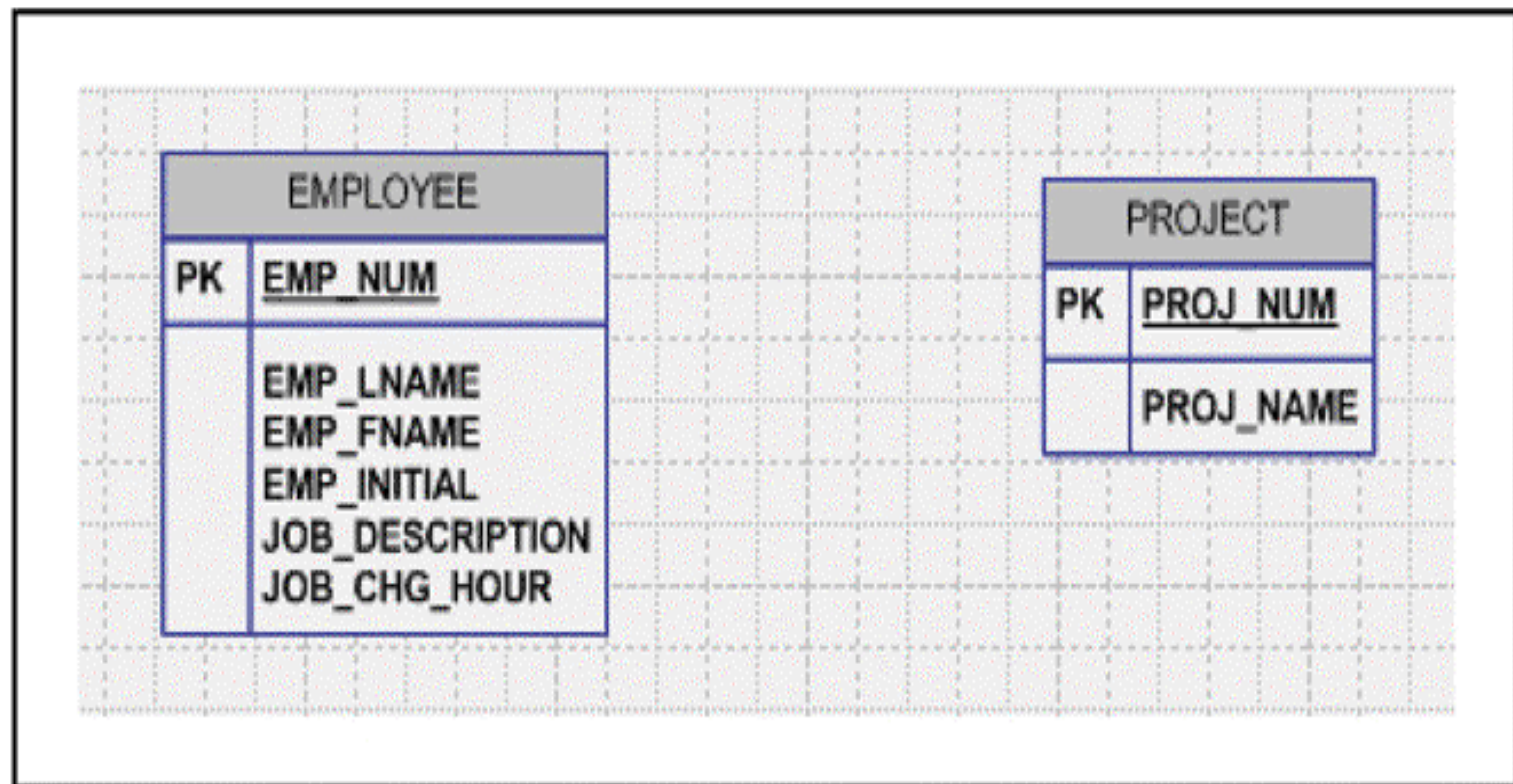 EMPLOYEE
PK EMP_NUM
EMP_LNAME
EMP_FNAME
EMP_INITIAL
JOB_DESCRIPTION
JOB_CHG_HOUR
PROJECT
PK PROJ_NUM
PROJ_NAME